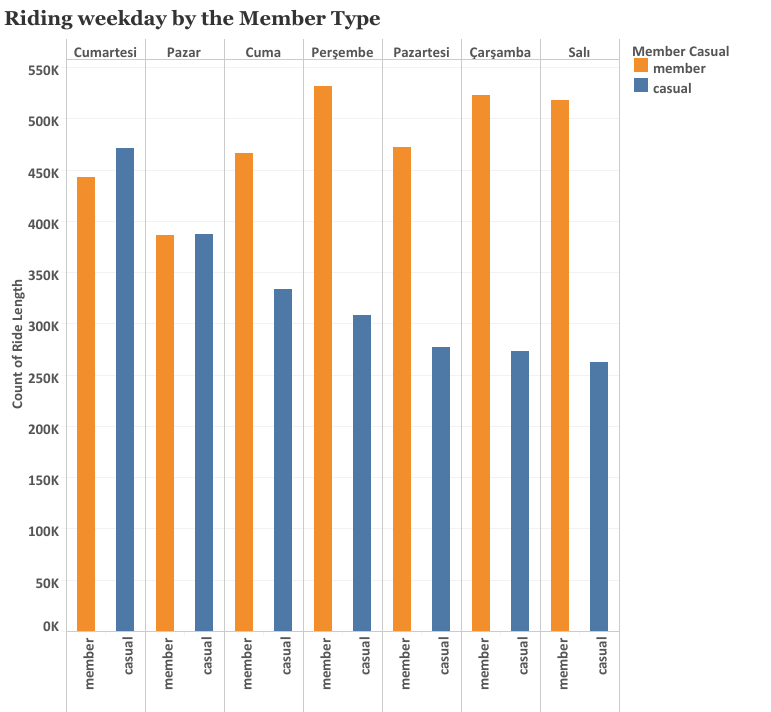 Riding weekday by the Member Type
Cumartesi Pazar Cuma Perşembe Pazartesi Çarşamba Salı
Member Casual
member
casual
550K
500K
450K
400K
350K
300K
250K
200K
150K
100K
50K
0K
Count of Ride Length
member casual member casual member casual member casual member casual member casual member casual